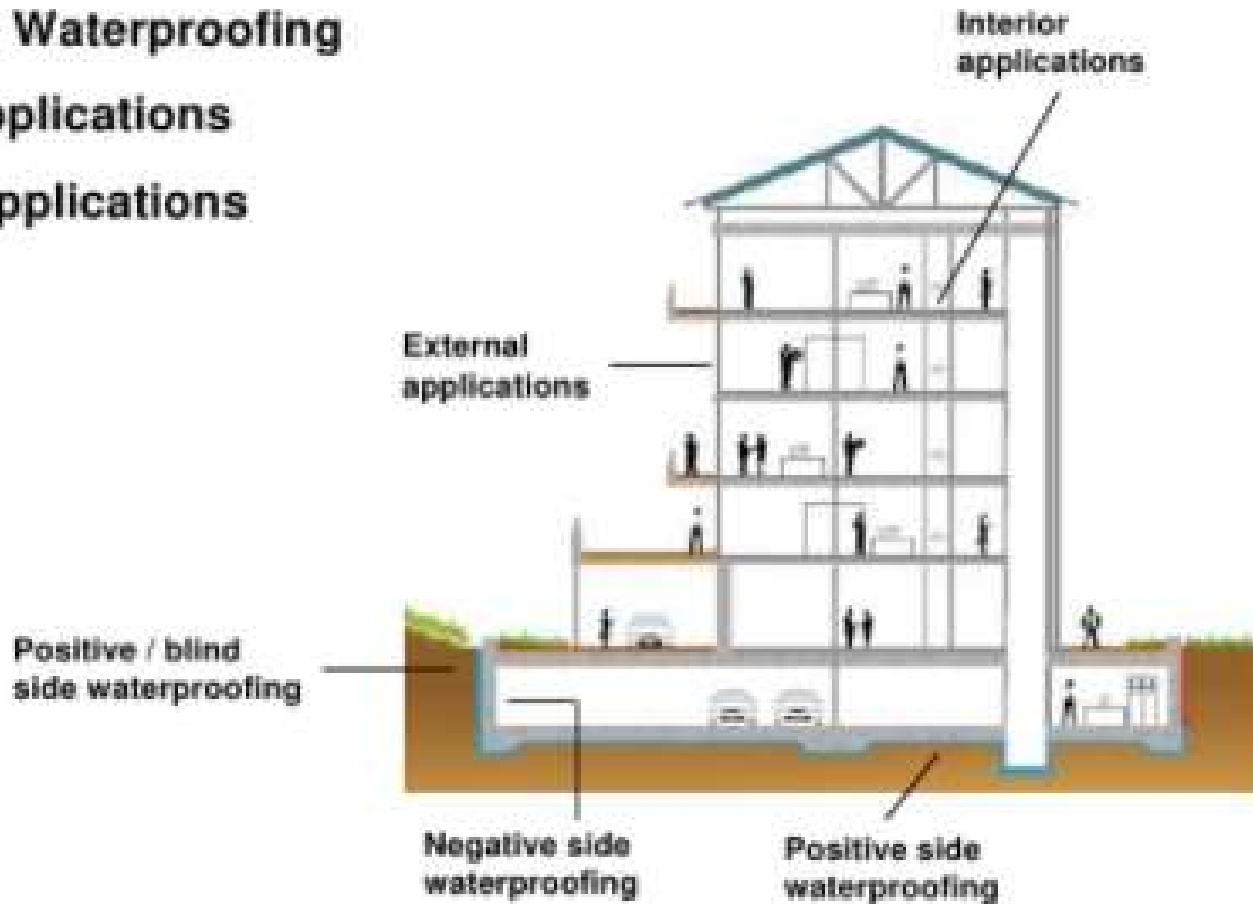 Waterproofing
pplications
pplications
Interior
applications
External
applications
Positive / blind
side waterproofing
Negative side
waterproofing
Positive side
waterproofing